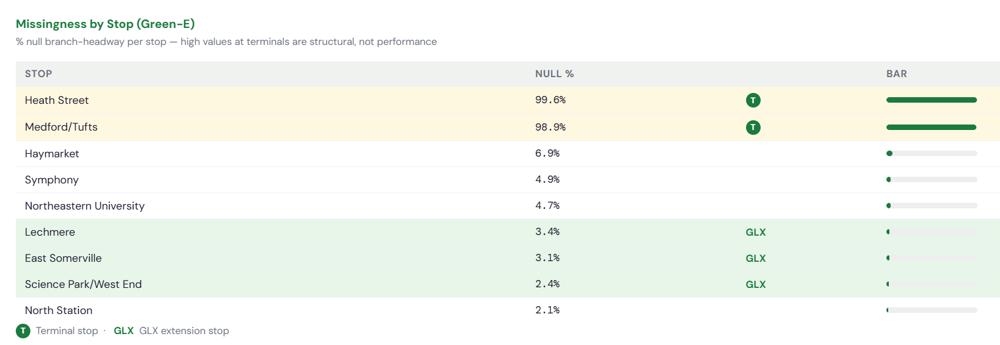 Missingness by Stop (Green-E)
% null branch-headway per stop — high values at terminals are structural, not performance
STOP NULL % BAR
Heath Street 99.6% T
Medford/Tufts 98.9% T
Haymarket 6.9%
Symphony 4.9%
Northeastern University 4.7%
Lechmere 3.4% GLX
East Somerville 3.1% GLX
Science Park/West End 2.4% GLX
North Station 2.1%
T Terminal stop · GLX GLX extension stop